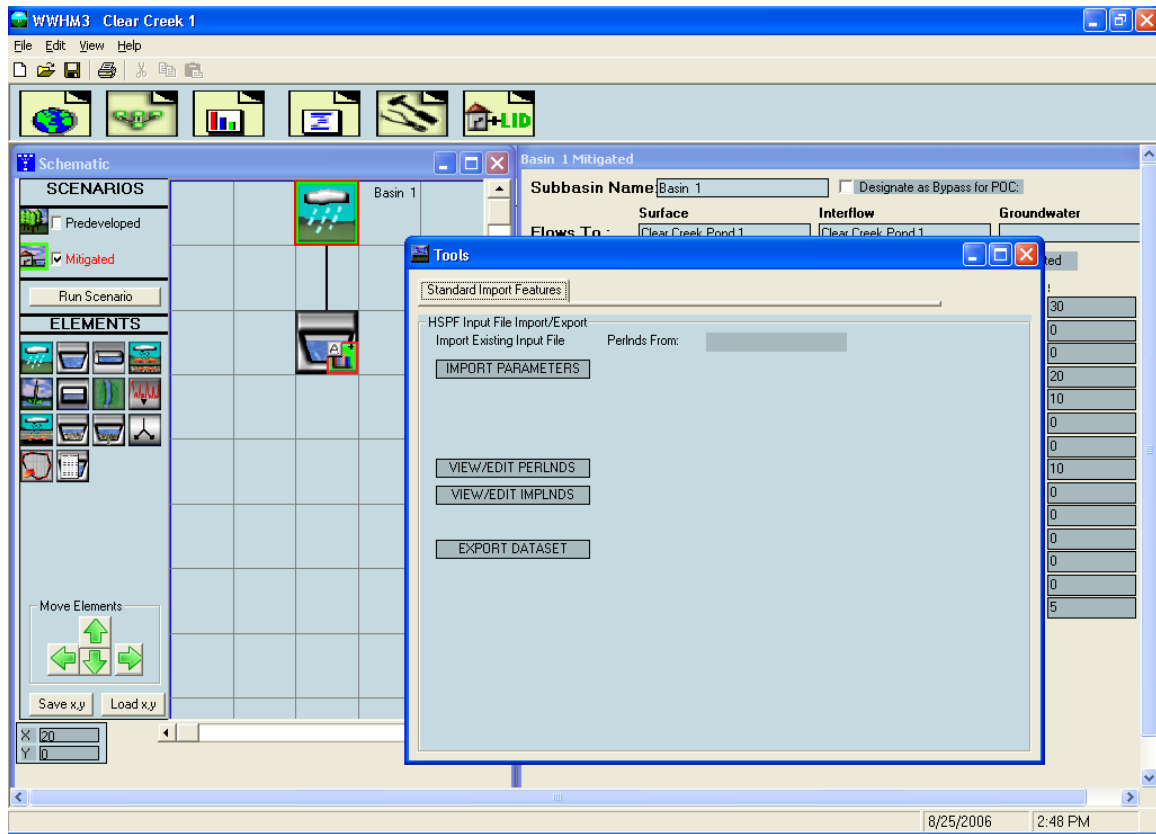 WWHM3 Clear Creek 1
File Edit View Help
+LID
Schematic
SCENARIOS
Predeveloped
Mitigated
Run Scenario
ELEMENTS
Move Elements
Save x,y Load x,y
X 20
Y 0
Basin 1
A
Basin 1 Mitigated
Subbasin Name: Basin 1 Designate as Bypass for POC:
Surface Interflow Groundwater
Flows To : Clear Creek Pond 1 Clear Creek Pond 1
Tools
Standard Import Features
HSPF Input File Import/Export
Import Existing Input File Perlnds From:
IMPORT PARAMETERS
VIEW/EDIT PERLNDS
VIEW/EDIT IMPLNDS
EXPORT DATASET
30
0
0
20
10
0
0
10
0
0
0
0
0
5
8/25/2006 2:48 PM